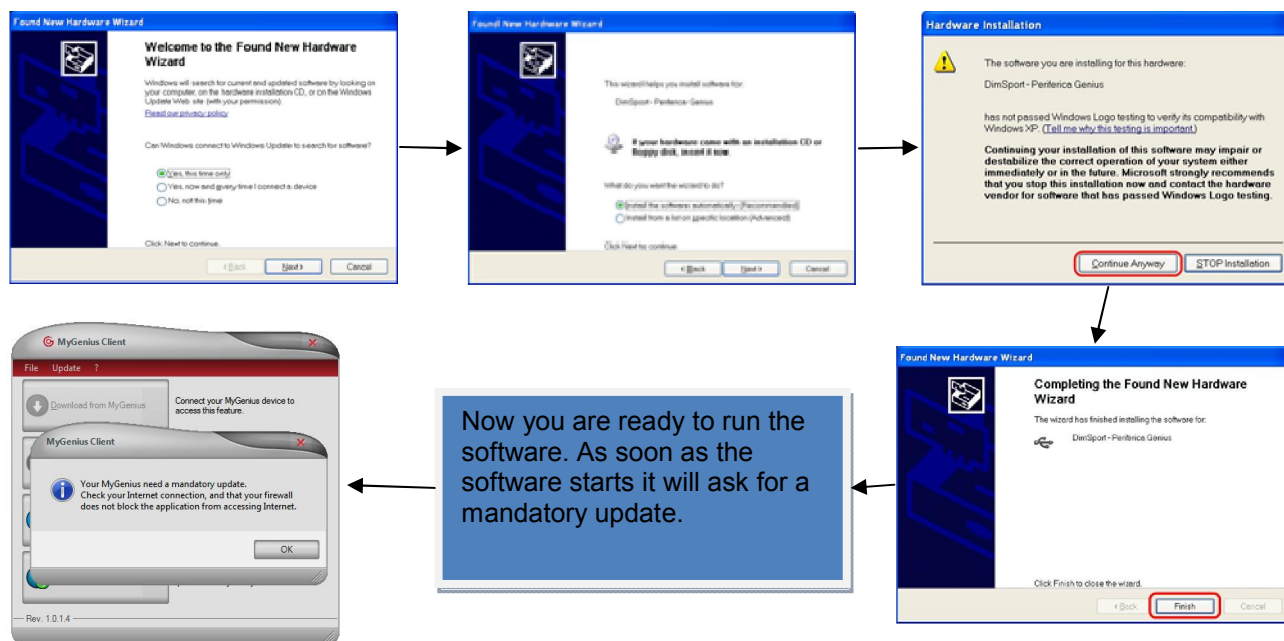 Found New Hardware Wizard
Welcome to the Found New Hardware
Wizard
Windows will search for current and updated software by looking on
your computer, on the hardware installation CD, or on the Windows
Update Web site (with your permission).
Read our privacy policy
Can Windows connect to Windows Update to search for software?
Yes, this time only
Yes, now and every time I connect a device
No, not this time
Click Next to continue.
< Back
Next >
Cancel
Found New Hardware Wizard
This wizard helps you install software for:
DimSport - Periferica Genius
If your hardware came with an installation CD or
floppy disk, insert it now.
What do you want the wizard to do?
Install the software automatically (Recommended)
Install from a list or specific location (Advanced)
Click Next to continue.
< Back
Next >
Cancel
Hardware Installation
The software you are installing for this hardware:
DimSport - Periferica Genius
has not passed Windows Logo testing to verify its compatibility with
Windows XP. (Tell me why this testing is important.)
Continuing your installation of this software may impair or
destabilize the correct operation of your system either
immediately or in the future. Microsoft strongly recommends
that you stop this installation now and contact the hardware
vendor for software that has passed Windows Logo testing.
Continue Anyway
STOP Installation
Found New Hardware Wizard
Completing the Found New Hardware
Wizard
The wizard has finished installing the software for:
DimSport - Periferica Genius
Click Finish to close the wizard.
< Back
Finish
Cancel
Now you are ready to run the
software. As soon as the
software starts it will ask for a
mandatory update.
MyGenius Client
File Update ?
Download from MyGenius
Connect your MyGenius device to
access this feature.
MyGenius Client
Your MyGenius need a mandatory update.
Check your Internet connection, and that your firewall
does not block the application from accessing Internet.
OK
Rev. 1.0.1.4